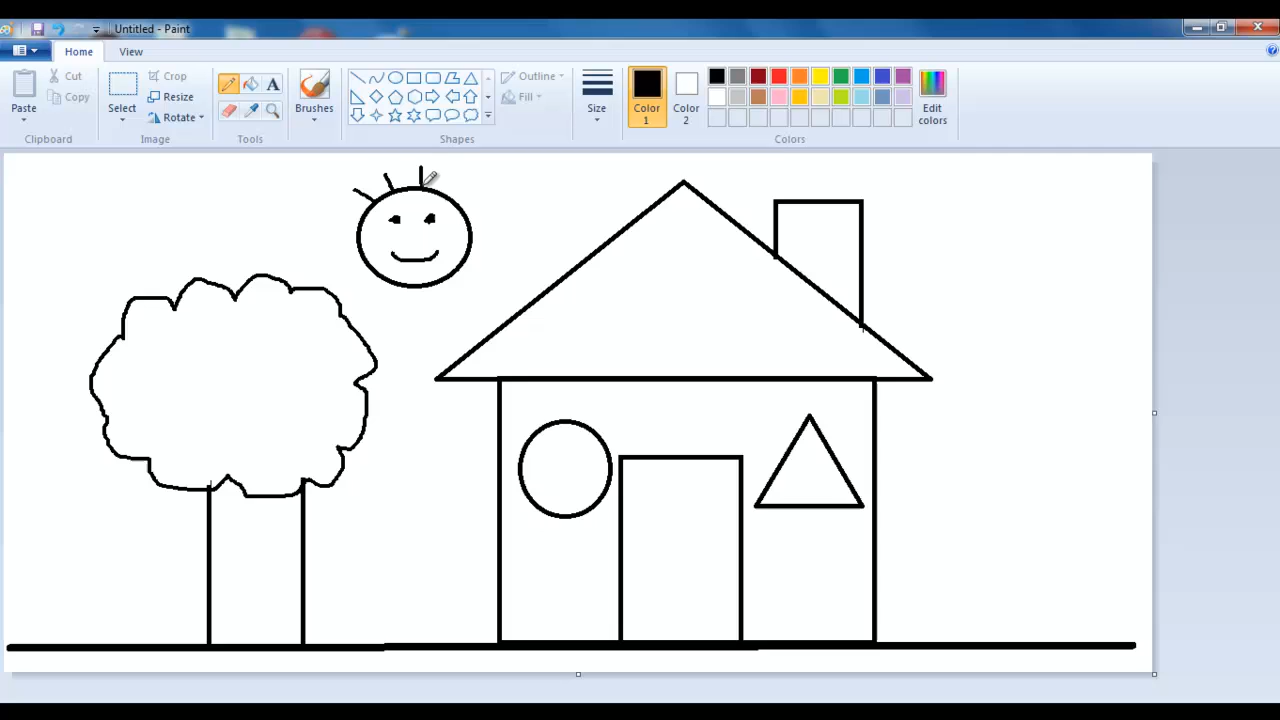 Untitled - Paint
Home View
Paste Cut Copy Select Crop Resize Rotate A Brushes Outline Fill Size Color 1 Color 2 Edit colors
Clipboard Image Tools Shapes Colors